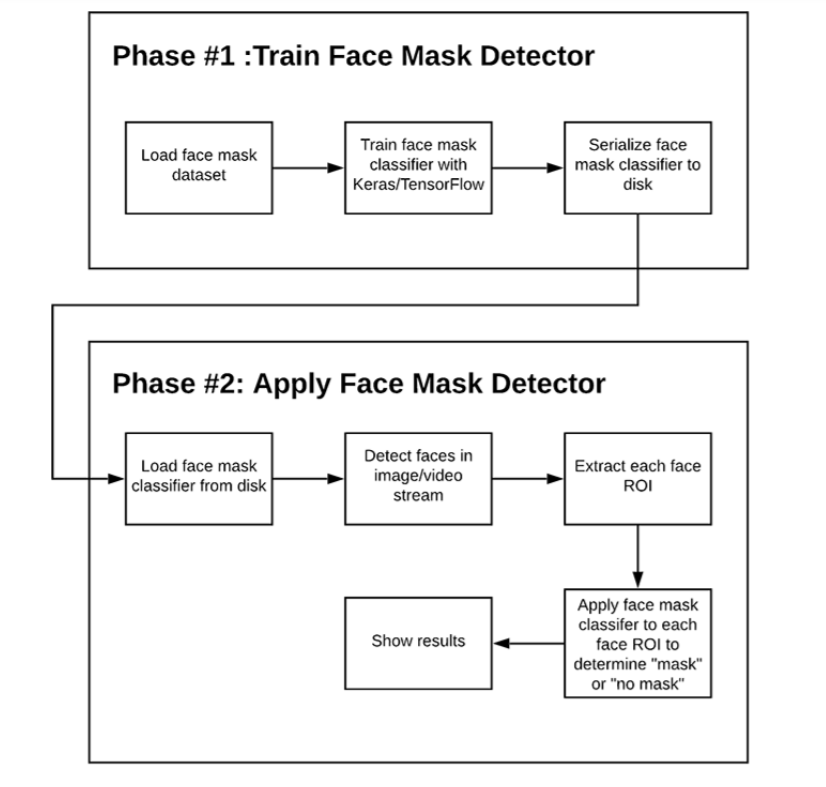 Phase #1 :Train Face Mask Detector
Load face mask
dataset
Train face mask
classifier with
Keras/TensorFlow
Serialize face
mask classifier to
disk
Phase #2: Apply Face Mask Detector
Load face mask
classifier from disk
Detect faces in
image/video
stream
Extract each face
ROI
Apply face mask
classifer to each
face ROI to
determine "mask"
or "no mask"
Show results